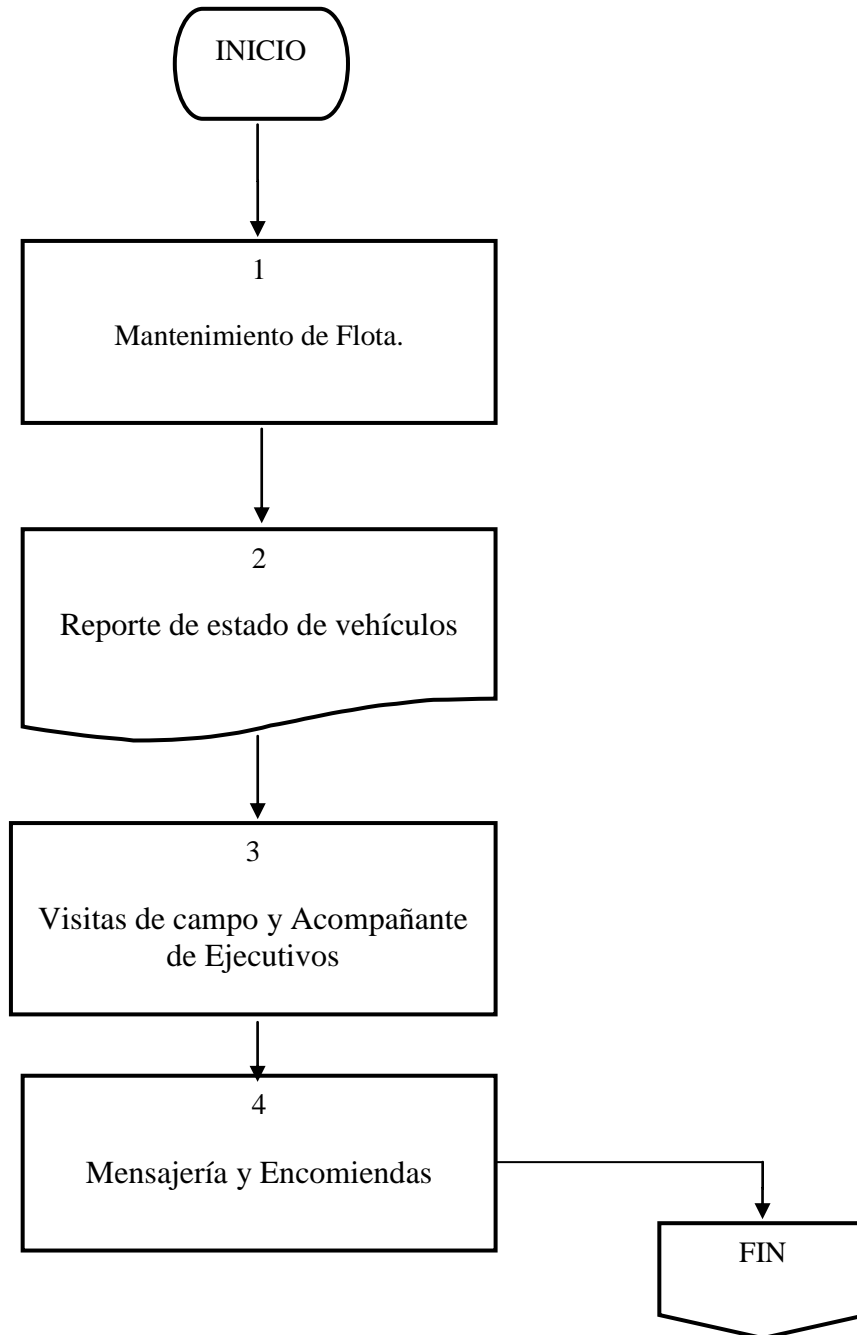 INICIO
1
Mantenimiento de Flota.
2
Reporte de estado de vehículos
3
Visitas de campo y Acompañante
de Ejecutivos
4
Mensajería y Encomiendas
FIN